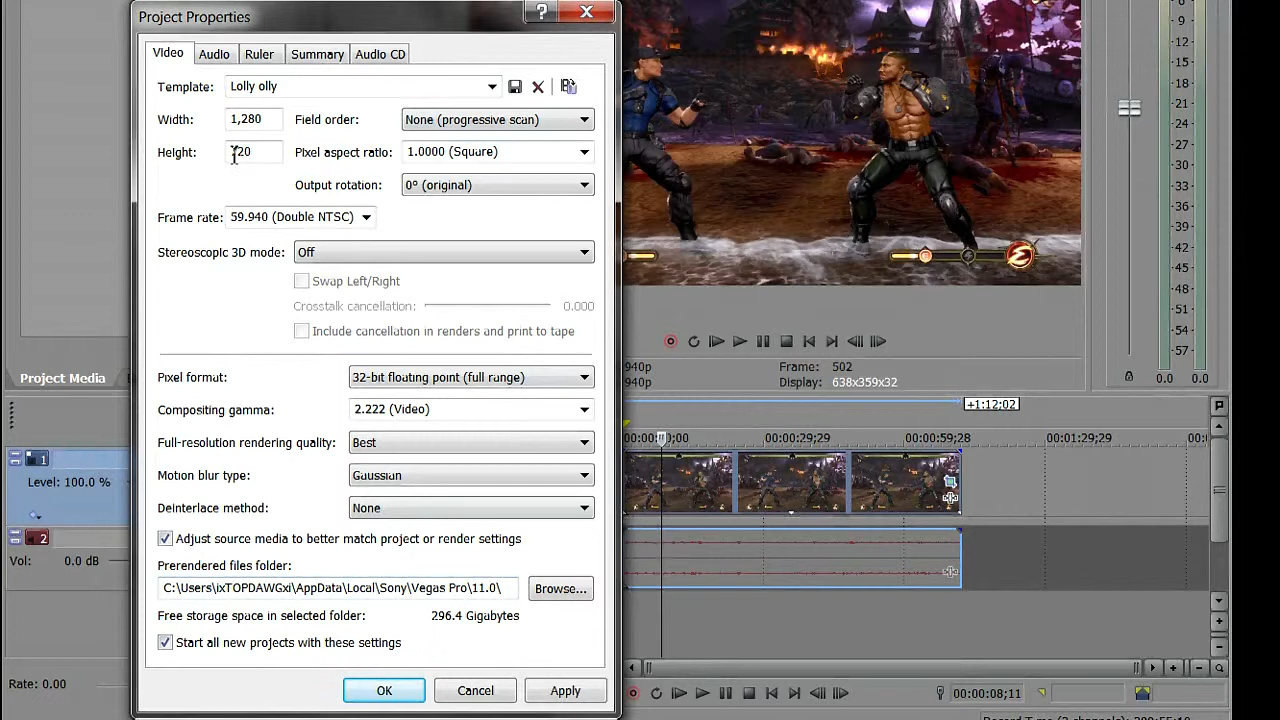 Project Properties
Video
Audio
Ruler
Summary
Audio CD
Template:
Lolly olly
Width:
1,280
Field order:
None (progressive scan)
Height:
720
Pixel aspect ratio:
1.0000 (Square)
Output rotation:
0° (original)
Frame rate:
59.940 (Double NTSC)
Stereoscopic 3D mode:
Off
Swap Left/Right
Crosstalk cancellation:
0.000
Include cancellation in renders and print to tape
Pixel format:
32-bit floating point (full range)
Compositing gamma:
2.222 (Video)
Full-resolution rendering quality:
Best
Motion blur type:
Gaussian
Deinterlace method:
None
Adjust source media to better match project or render settings
Prerendered files folder:
C:\Users\ixTOPDAWGxi\AppData\Local\Sony\Vegas Pro\11.0\
Browse...
Free storage space in selected folder:
296.4 Gigabytes
Start all new projects with these settings
OK
Cancel
Apply
Project Media
1
Level: 100.0 %
2
Vol:
0.0 dB
Rate: 0.00
6
9
12
15
18
21
24
27
30
33
36
39
42
45
48
51
54
57
0.0
0.0
940p
940p
Frame: 502
Display: 638x359x32
+1:12;02
00:00:29;29
00:00:59;28
00:01:29;29
00:00:08;11